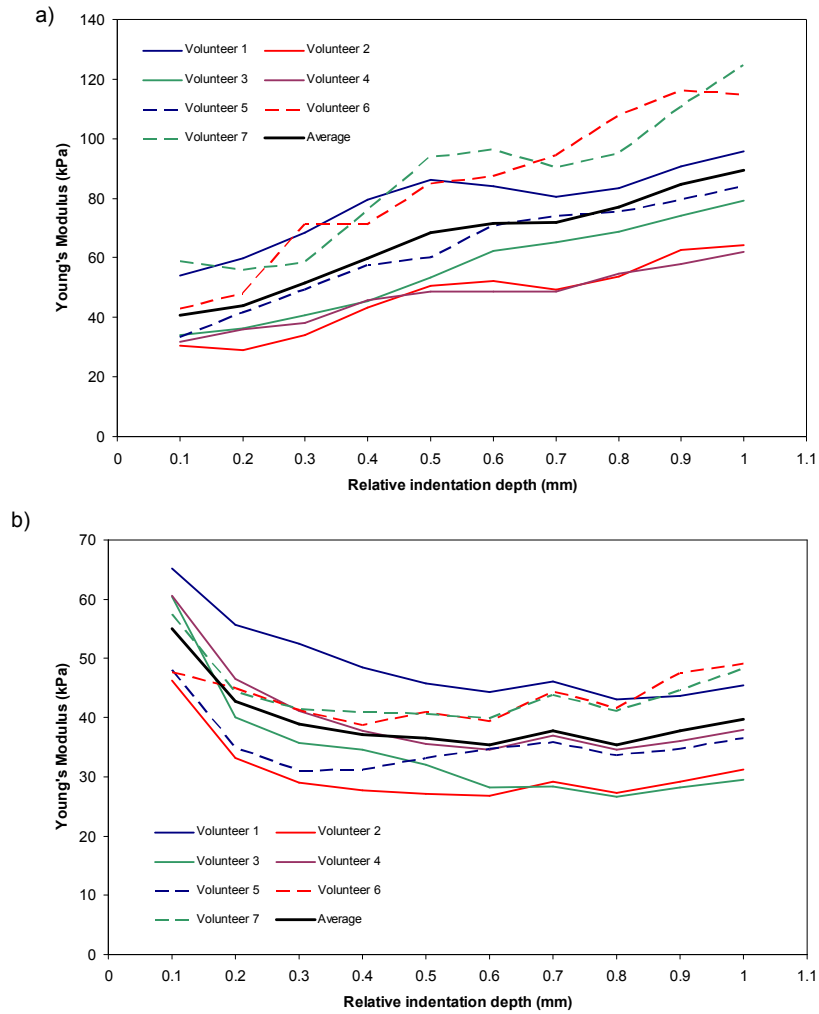 a)
140
120
100
80
60
40
20
0
Young's Modulus (kPa)
Volunteer 1 Volunteer 2
Volunteer 3 Volunteer 4
Volunteer 5 Volunteer 6
Volunteer 7 Average
0 0.1 0.2 0.3 0.4 0.5 0.6 0.7 0.8 0.9 1 1.1
Relative indentation depth (mm)
b)
70
60
50
40
30
20
10
0
Young's Modulus (kPa)
Volunteer 1 Volunteer 2
Volunteer 3 Volunteer 4
Volunteer 5 Volunteer 6
Volunteer 7 Average
0 0.1 0.2 0.3 0.4 0.5 0.6 0.7 0.8 0.9 1 1.1
Relative indentation depth (mm)